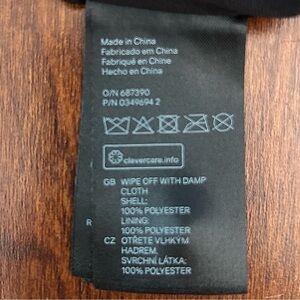 Made in China
Fabricado em China
Fabriqué en Chine
Hecho en China
O/N 687390
P/N 0349694 2
clevercare.info
GB WIPE OFF WITH DAMP
CLOTH
SHELL:
100% POLYESTER
LINING:
100% POLYESTER
R
CZ OTŘETE VLHKÝM
HADREM.
SVRCHNÍ LÁTKA:
100% POLYESTER